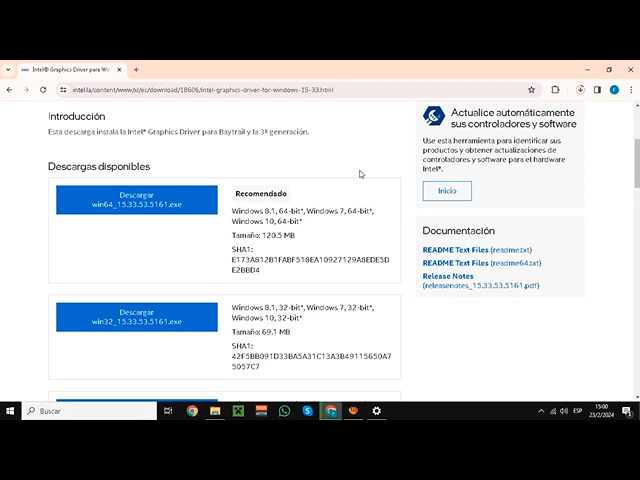 Intel® Graphics Driver para Win
intel.la/content/www/xl/es/download/18606/intel-graphics-driver-for-windows-15-33.html
Introducción
Esta descarga instala la Intel® Graphics Driver para Baytrail y la 3ª generación.
Descargas disponibles
Descargar
win64_15.33.53.5161.exe
Recomendado
Windows 8.1, 64-bit*, Windows 7, 64-bit*,
Windows 10, 64-bit*
Tamaño: 120.5 MB
SHA1:
E173A812B1FABF518EA10927129A8EDE5D
E2BBD4
Descargar
win32_15.33.53.5161.exe
Windows 8.1, 32-bit*, Windows 7, 32-bit*,
Windows 10, 32-bit*
Tamaño: 69.1 MB
SHA1:
42F5BB091D33BA5A31C13A3B49115650A7
5057C7
Actualice automáticamente
sus controladores y software
Use esta herramienta para identificar sus
productos y obtener actualizaciones de
controladores y software para el hardware
Intel®.
Inicio
Documentación
README Text Files (readme.txt)
README Text Files (readme64.txt)
Release Notes
(releasenotes_15.33.53.5161.pdf)
Buscar
ESP
15:00
23/2/2024